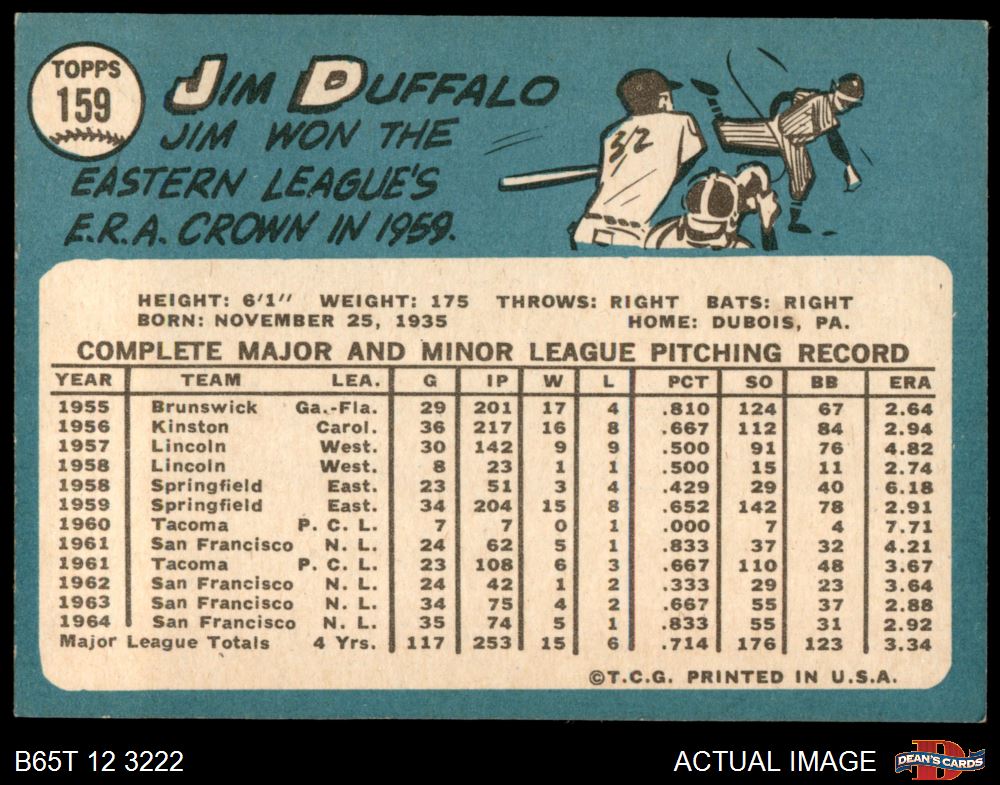 TOPPS
159
JIM DUFFALO
JIM WON THE
EASTERN LEAGUE'S
E.R.A. CROWN IN 1959.
32
HEIGHT: 6'1" WEIGHT: 175 THROWS: RIGHT BATS: RIGHT
BORN: NOVEMBER 25, 1935 HOME: DUBOIS, PA.
COMPLETE MAJOR AND MINOR LEAGUE PITCHING RECORD
YEAR TEAM LEA. G IP W L PCT SO BB ERA
1955 Brunswick Ga.-Fla. 29 201 17 4 .810 124 67 2.64
1956 Kinston Carol. 36 217 16 8 .667 112 84 2.94
1957 Lincoln West. 30 142 9 9 .500 91 76 4.82
1958 Lincoln West. 8 23 1 1 .500 15 11 2.74
1958 Springfield East. 23 51 3 4 .429 29 40 6.18
1959 Springfield East. 34 204 15 8 .652 142 78 2.91
1960 Tacoma P. C. L. 7 7 0 1 .000 7 4 7.71
1961 San Francisco N. L. 24 62 5 1 .833 37 32 4.21
1961 Tacoma P. C. L. 23 108 6 3 .667 110 48 3.67
1962 San Francisco N. L. 24 42 1 2 .333 29 23 3.64
1963 San Francisco N. L. 34 75 4 2 .667 55 37 2.88
1964 San Francisco N. L. 35 74 5 1 .833 55 31 2.92
Major League Totals 4 Yrs. 117 253 15 6 .714 176 123 3.34
©T.C.G. PRINTED IN U.S.A.
B65T 12 3222 ACTUAL IMAGE
DEAN'S CARDS